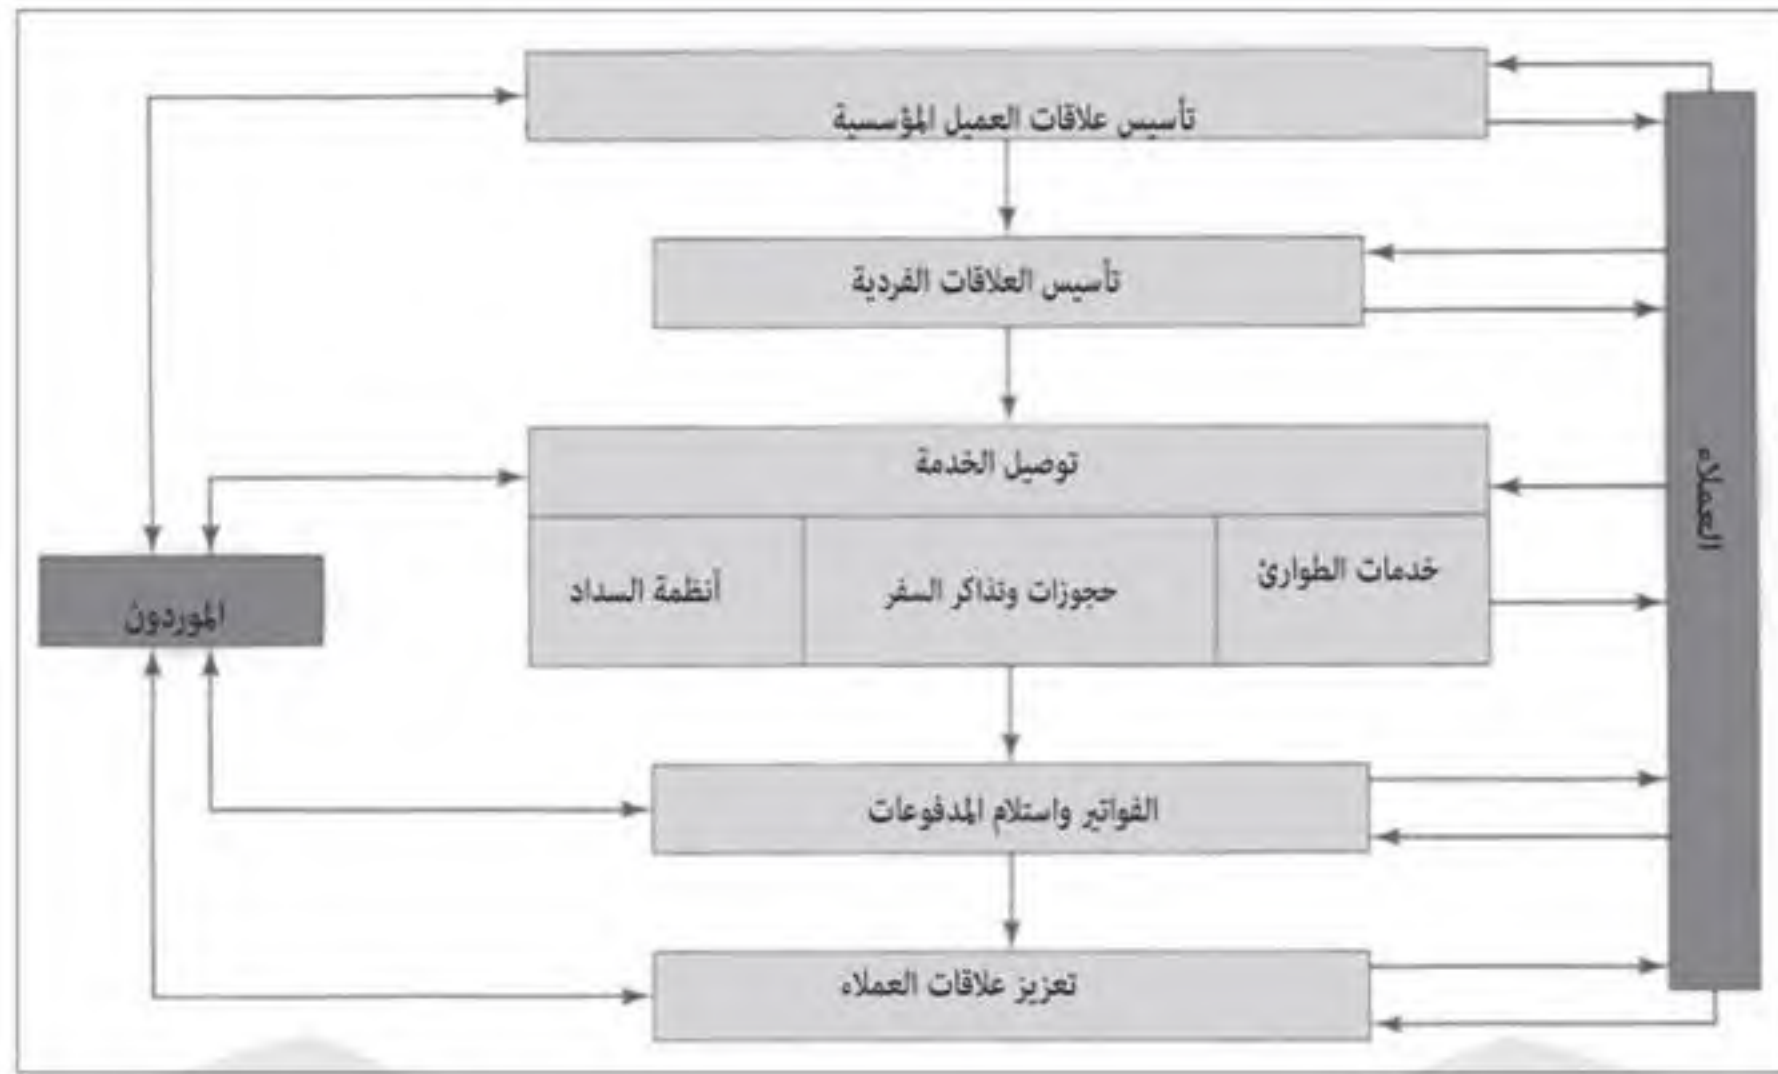 تأسيس علاقات العميل المؤسسية
تأسيس العلاقات الفردية
العملاء
توصيل الخدمة
خدمات الطوارئ
حجوزات وتذاكر السفر
أنظمة السداد
الموردون
الفواتير واستلام المدفوعات
تعزيز علاقات العملاء